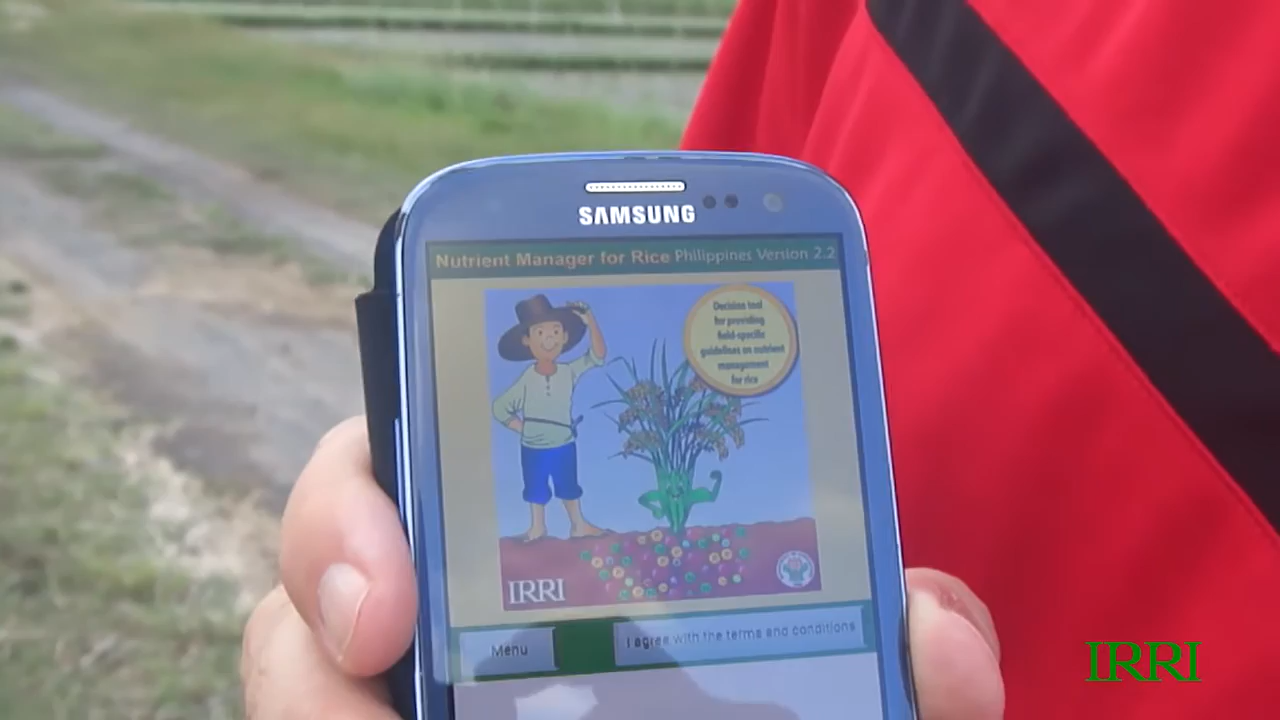 SAMSUNG
Nutrient Manager for Rice Philippines Version 2.2
Decision tool
for providing
field-specific
guidelines on nutrient
management
for rice
IRRI
Menu
I agree with the terms and conditions
IRRI